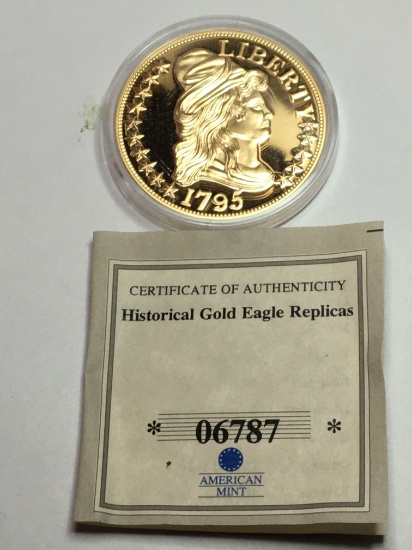 LIBERTY
1795
CERTIFICATE OF AUTHENTICITY
Historical Gold Eagle Replicas
* 06787 *
AMERICAN
MINT